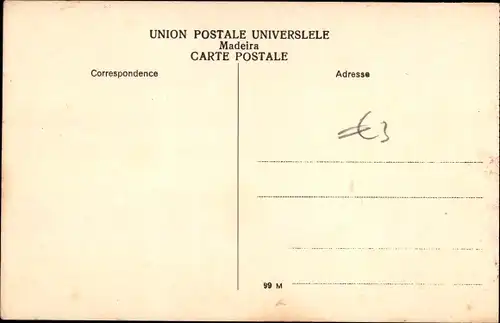 UNION POSTALE UNIVERSLELE
Madeira
CARTE POSTALE
Correspondence
Adresse
€3
99 M